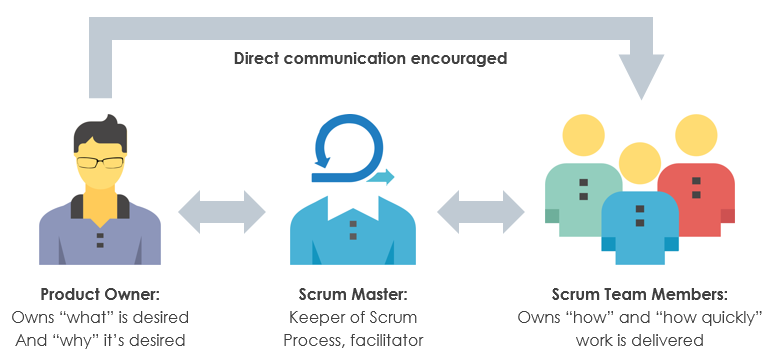 Direct communication encouraged
Product Owner:
Owns “what” is desired
And “why” it’s desired
Scrum Master:
Keeper of Scrum
Process, facilitator
Scrum Team Members:
Owns “how” and “how quickly”
work is delivered